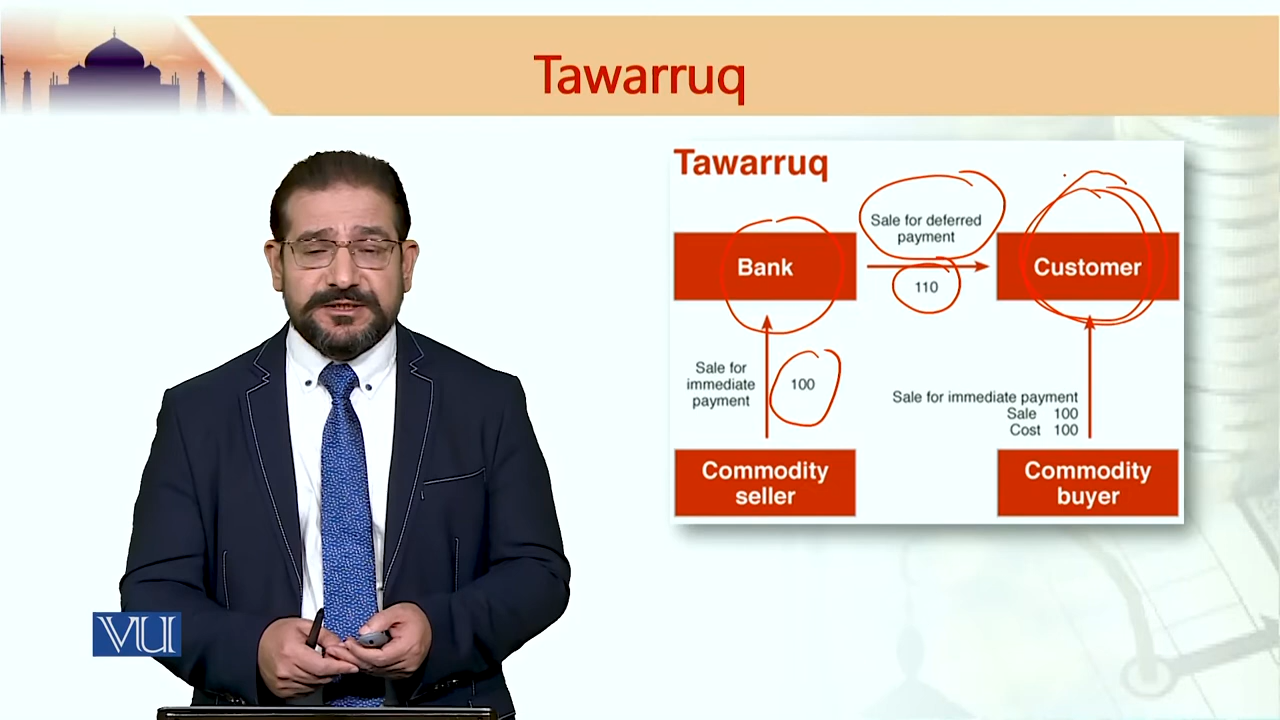 Tawarruq
Tawarruq
Sale for deferred
payment
Bank
Customer
110
Sale for
immediate
payment
100
Sale for immediate payment
Sale 100
Cost 100
Commodity
seller
Commodity
buyer
VU